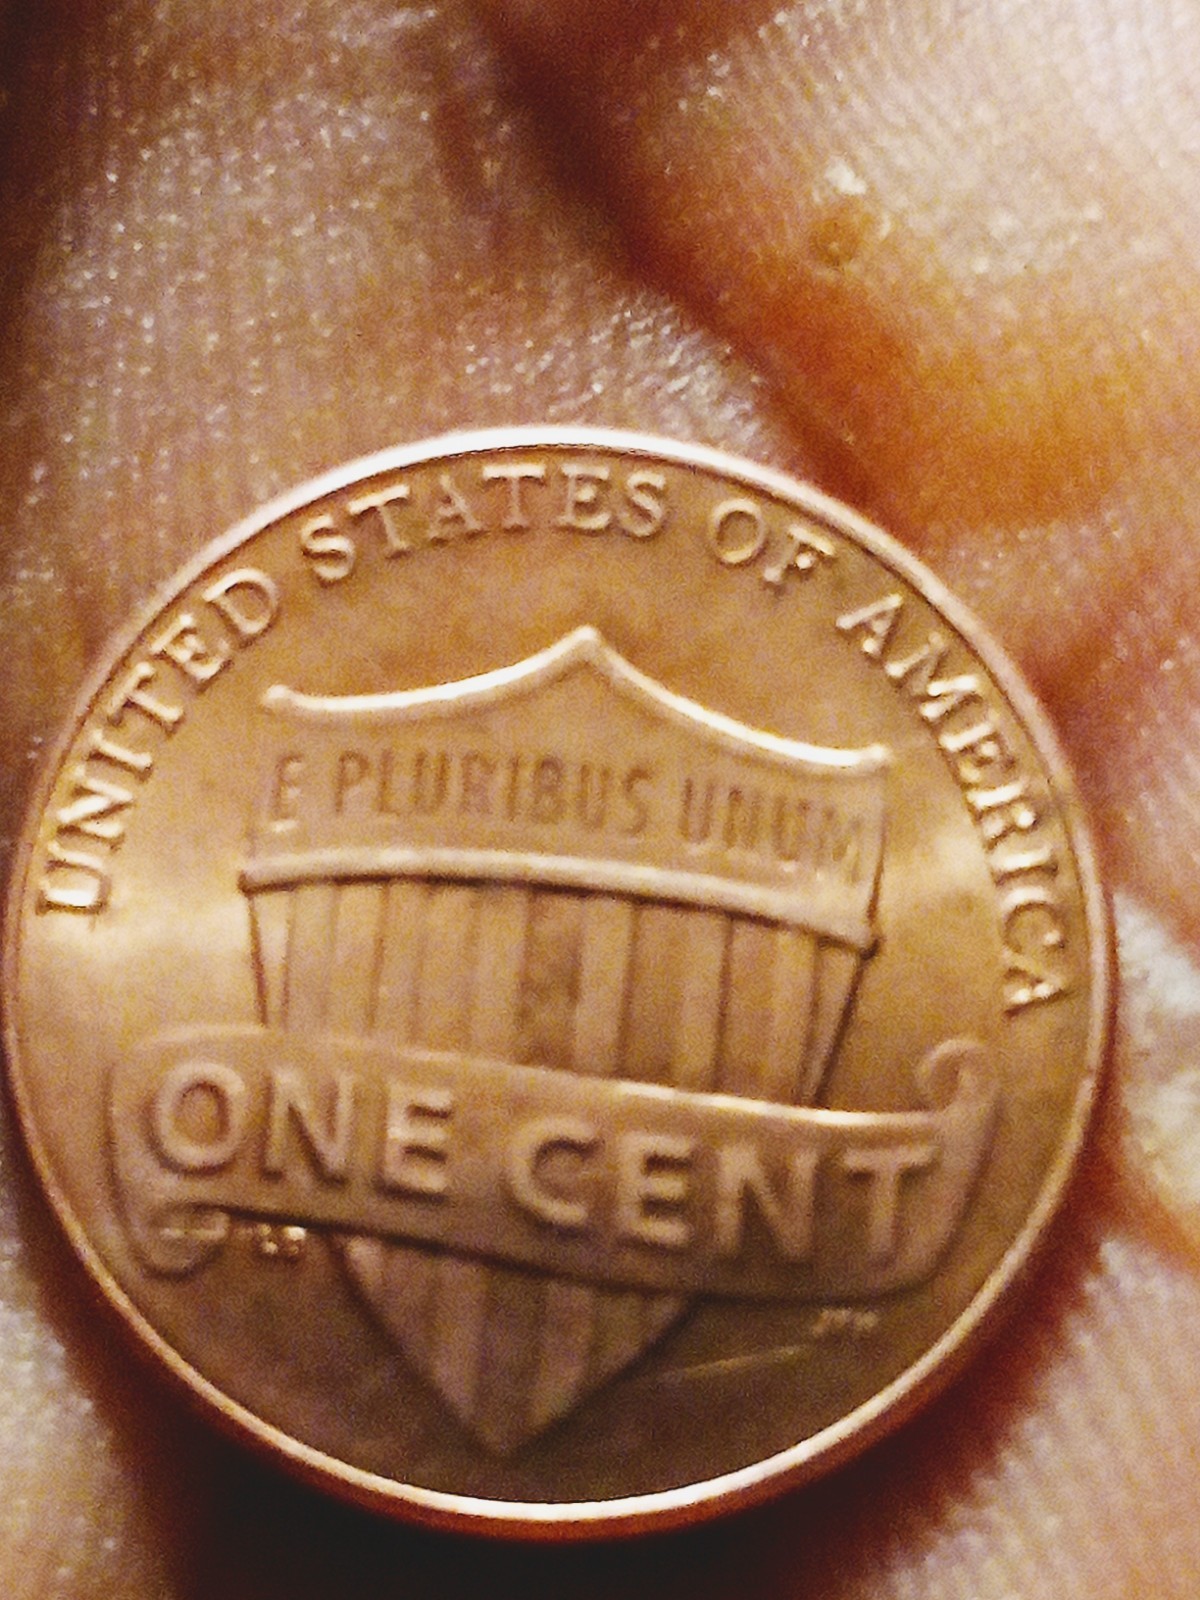 UNITED STATES OF AMERICA
E PLURIBUS UNUM
ONE CENT